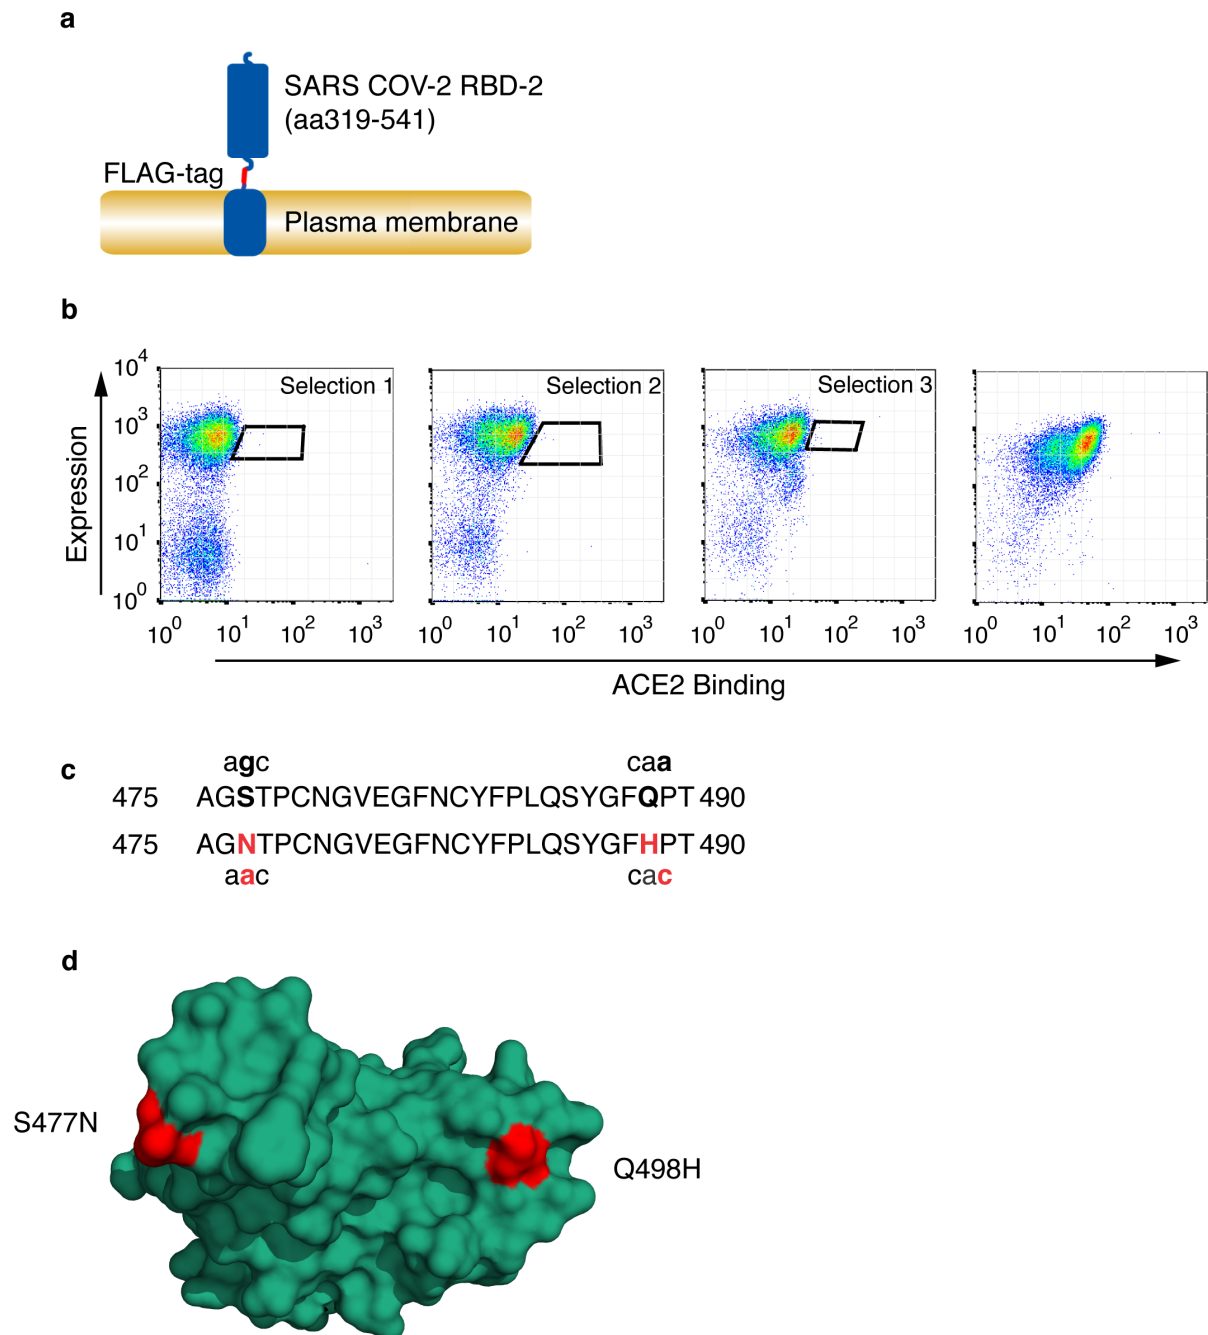 a
SARS COV-2 RBD-2
(aa319-541)
FLAG-tag
Plasma membrane
b
Selection 1
Selection 2
Selection 3
Expression
10^4
10^3
10^2
10^1
10^0
10^0 10^1 10^2 10^3
10^0 10^1 10^2 10^3
10^0 10^1 10^2 10^3
10^0 10^1 10^2 10^3
ACE2 Binding
c
agc caa
475 AGSTPCNGVEGFNCYFPLQSYGFQPT 490
475 AGNTPCNGVEGFNCYFPLQSYGFHPT 490
aac cac
d
S477N
Q498H